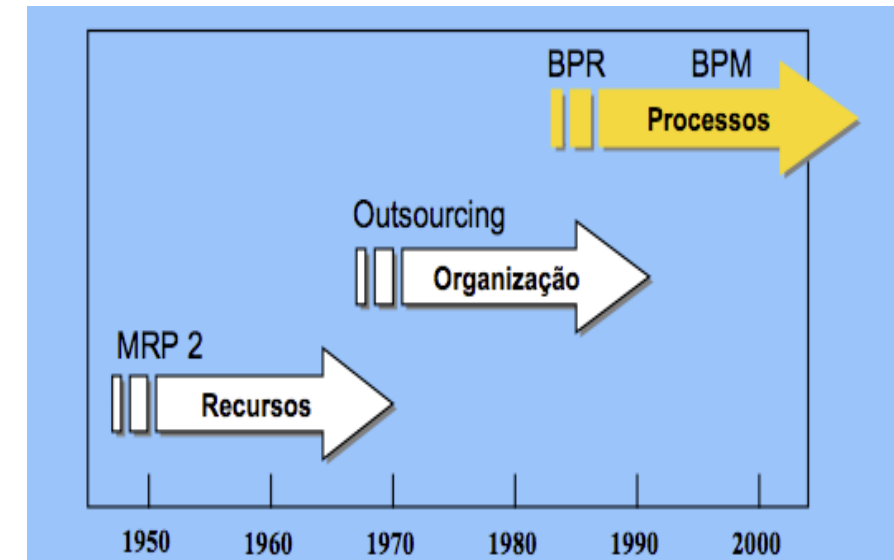 BPR BPM
Processos
Outsourcing
Organização
MRP 2
Recursos
1950 1960 1970 1980 1990 2000